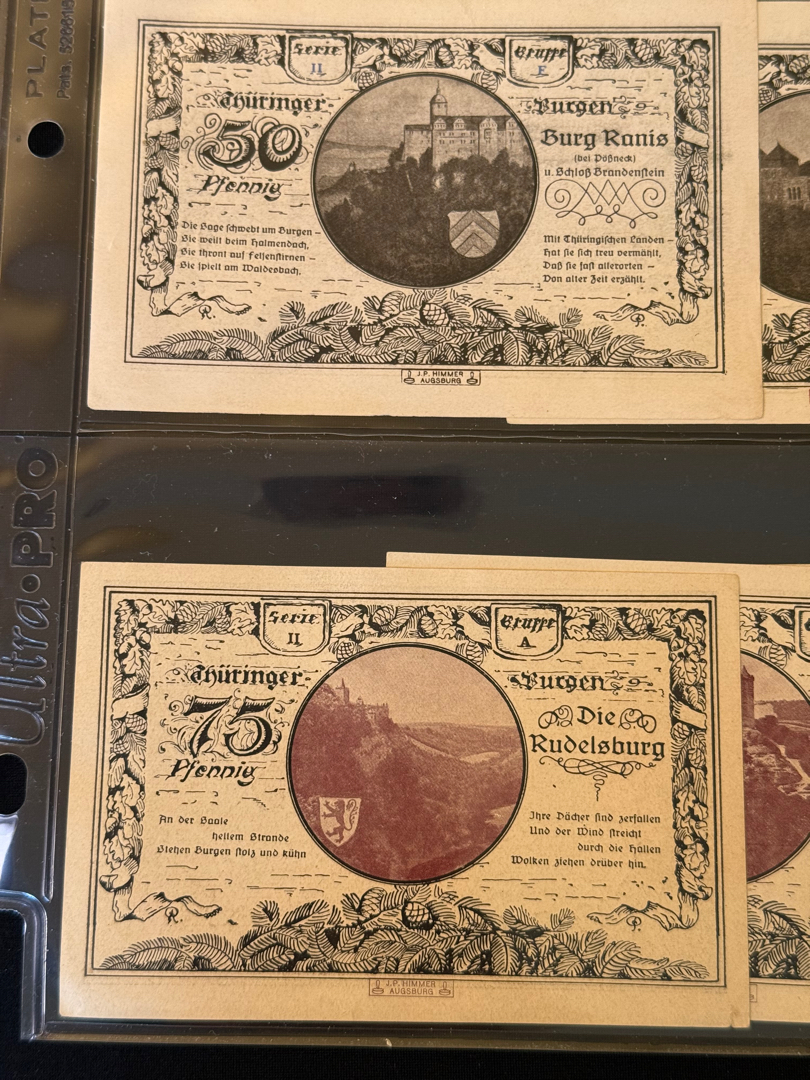 PLATI
Pats. 526616
Serie
II
Gruppe
E
Thüringer
Burgen
50
Pfennig
Burg Ranis
(bei Pößneck)
u. Schloß Brandenstein
Die Sage schwebt um Burgen –
Sie weilt beim Halmendach,
Sie thront auf Felsenstirnen –
Sie spielt am Waldesbach.
Mit Thüringischen Landen –
Hat sie sich treu vermählt,
Daß sie fast allerorten –
Von alter Zeit erzählt.
R.
P.
J.P. HIMMER
AUGSBURG
Ultra•PRO
Serie
II
Gruppe
A
Thüringer
Burgen
75
Pfennig
Die
Rudelsburg
An der Saale
hellem Strande
Stehen Burgen stolz und kühn
Ihre Dächer sind zerfallen
Und der Wind streicht
durch die Hallen
Wolken ziehen drüber hin.
R.
P.
J.P. HIMMER
AUGSBURG